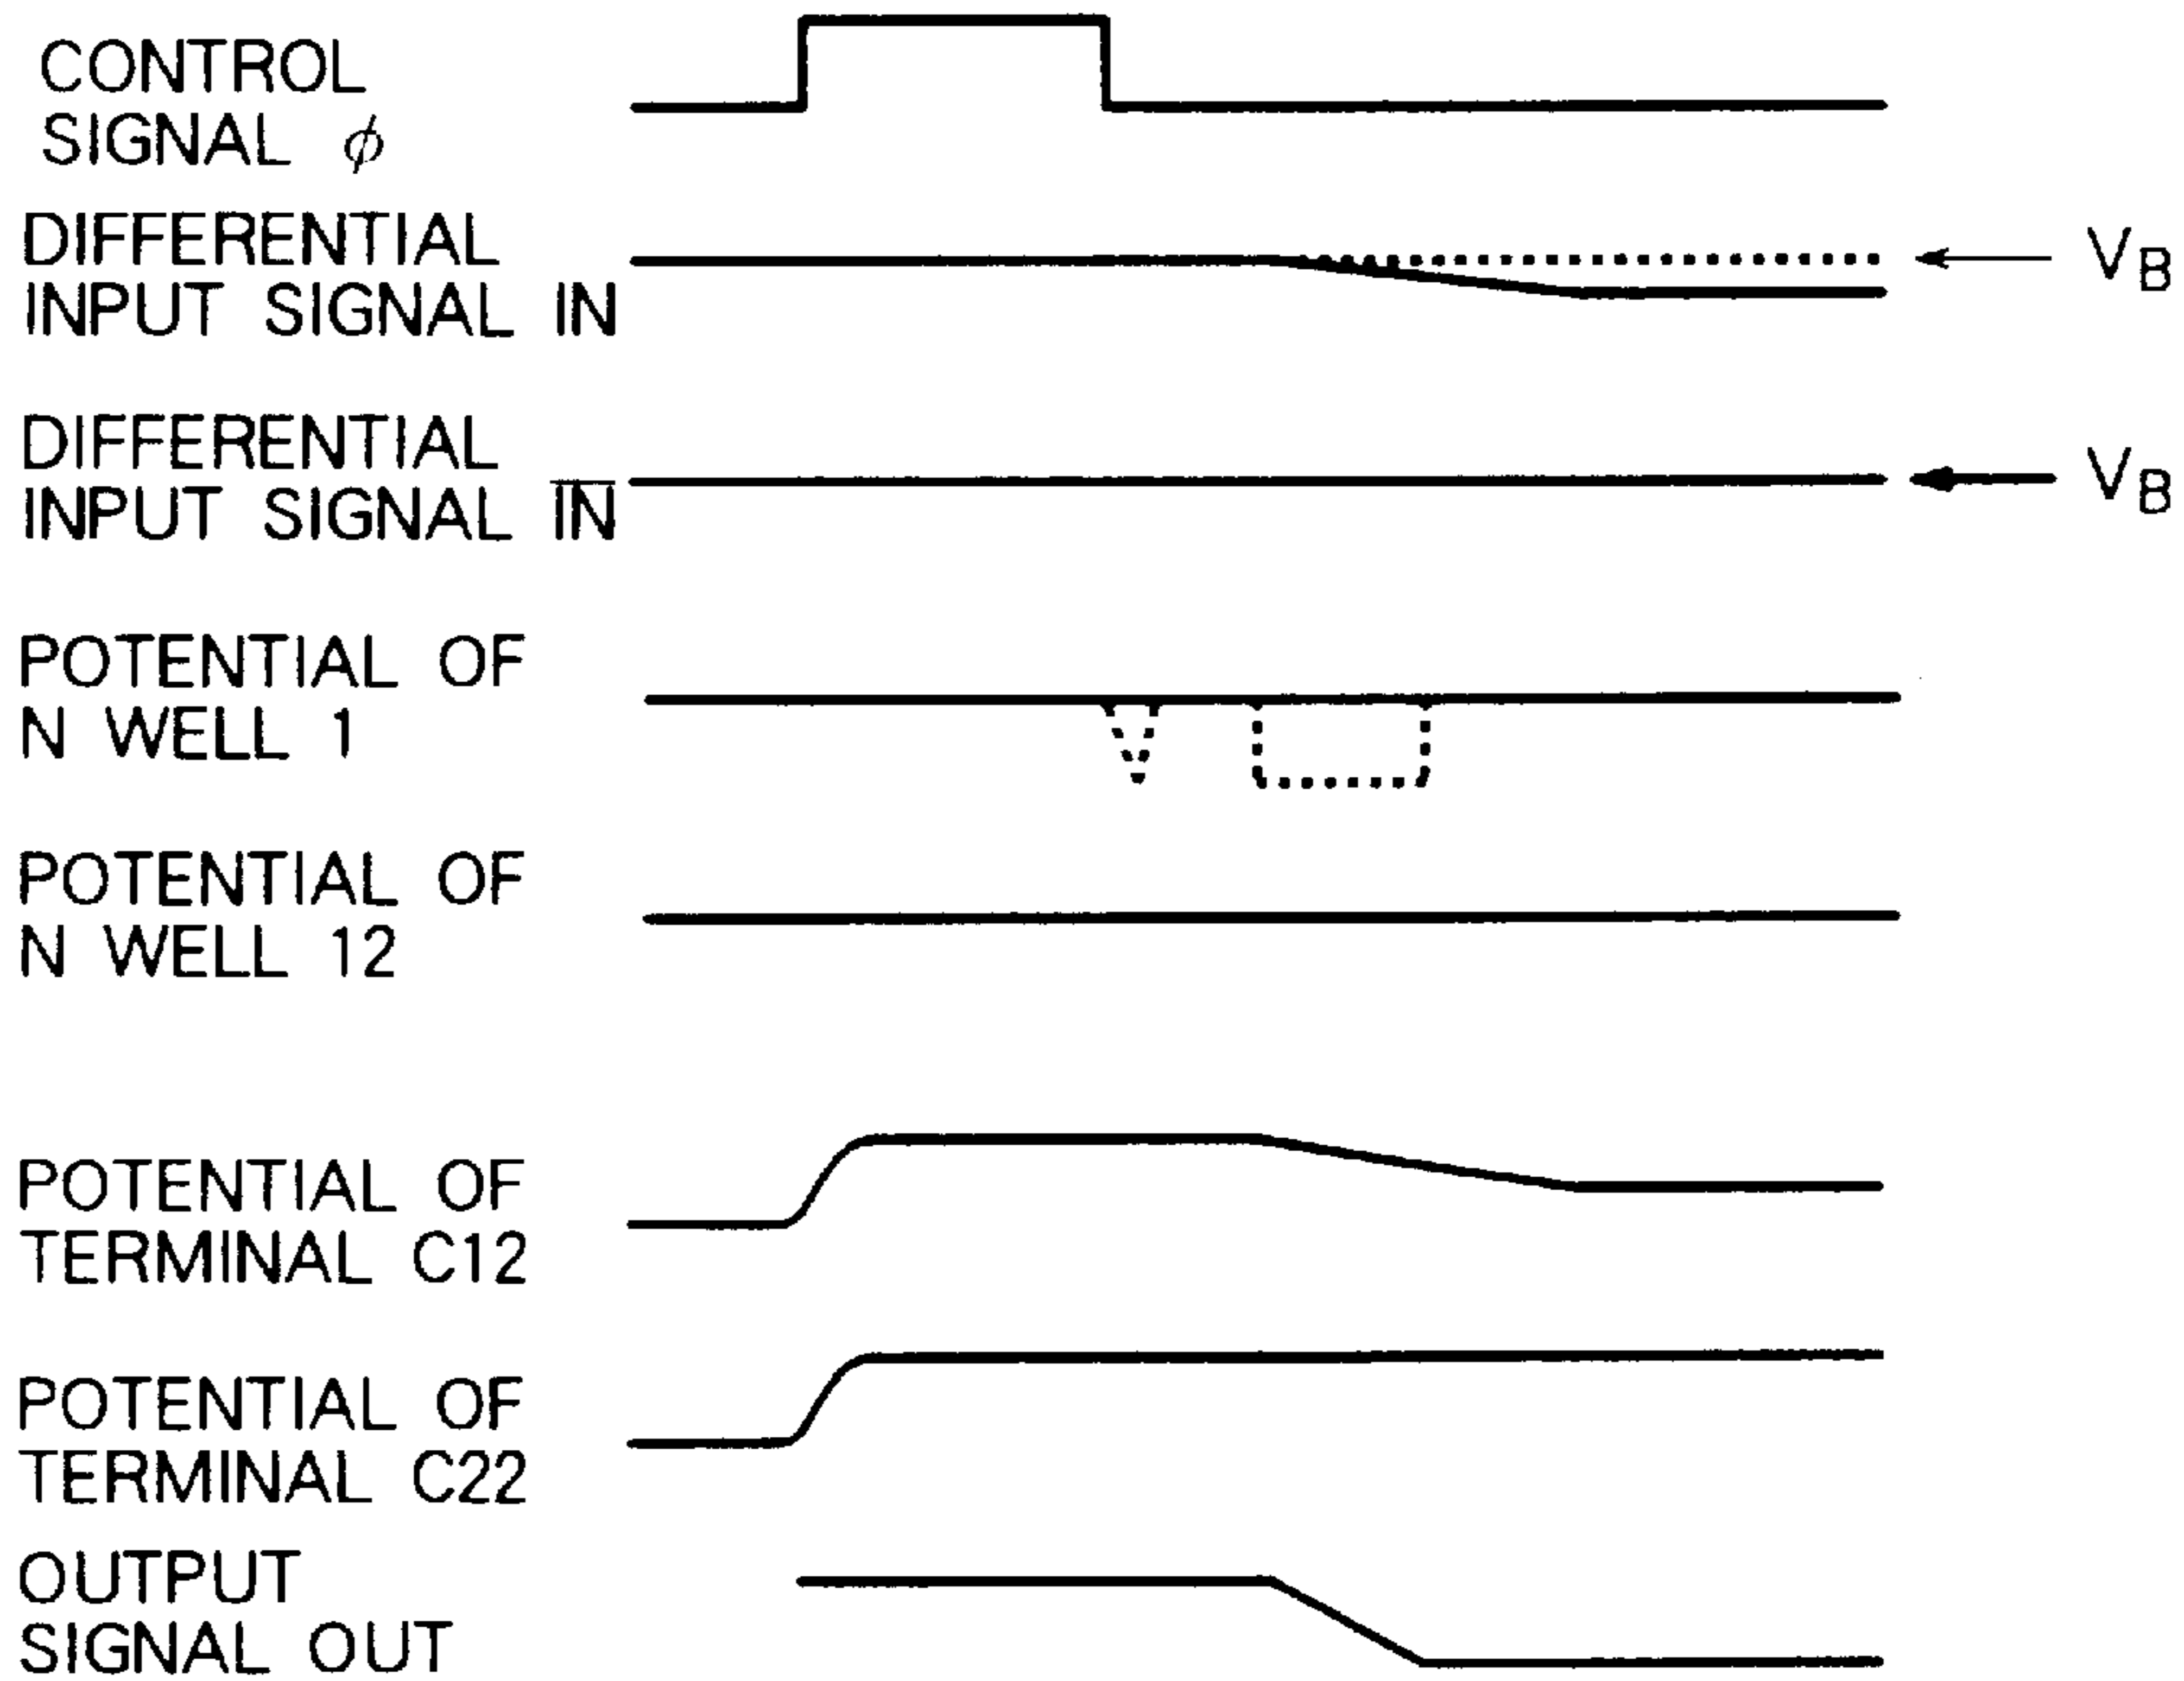 CONTROL
SIGNAL ϕ
DIFFERENTIAL
INPUT SIGNAL IN
V_B
DIFFERENTIAL
INPUT SIGNAL I̅N̅
V_B
POTENTIAL OF
N WELL 1
POTENTIAL OF
N WELL 12
POTENTIAL OF
TERMINAL C12
POTENTIAL OF
TERMINAL C22
OUTPUT
SIGNAL OUT